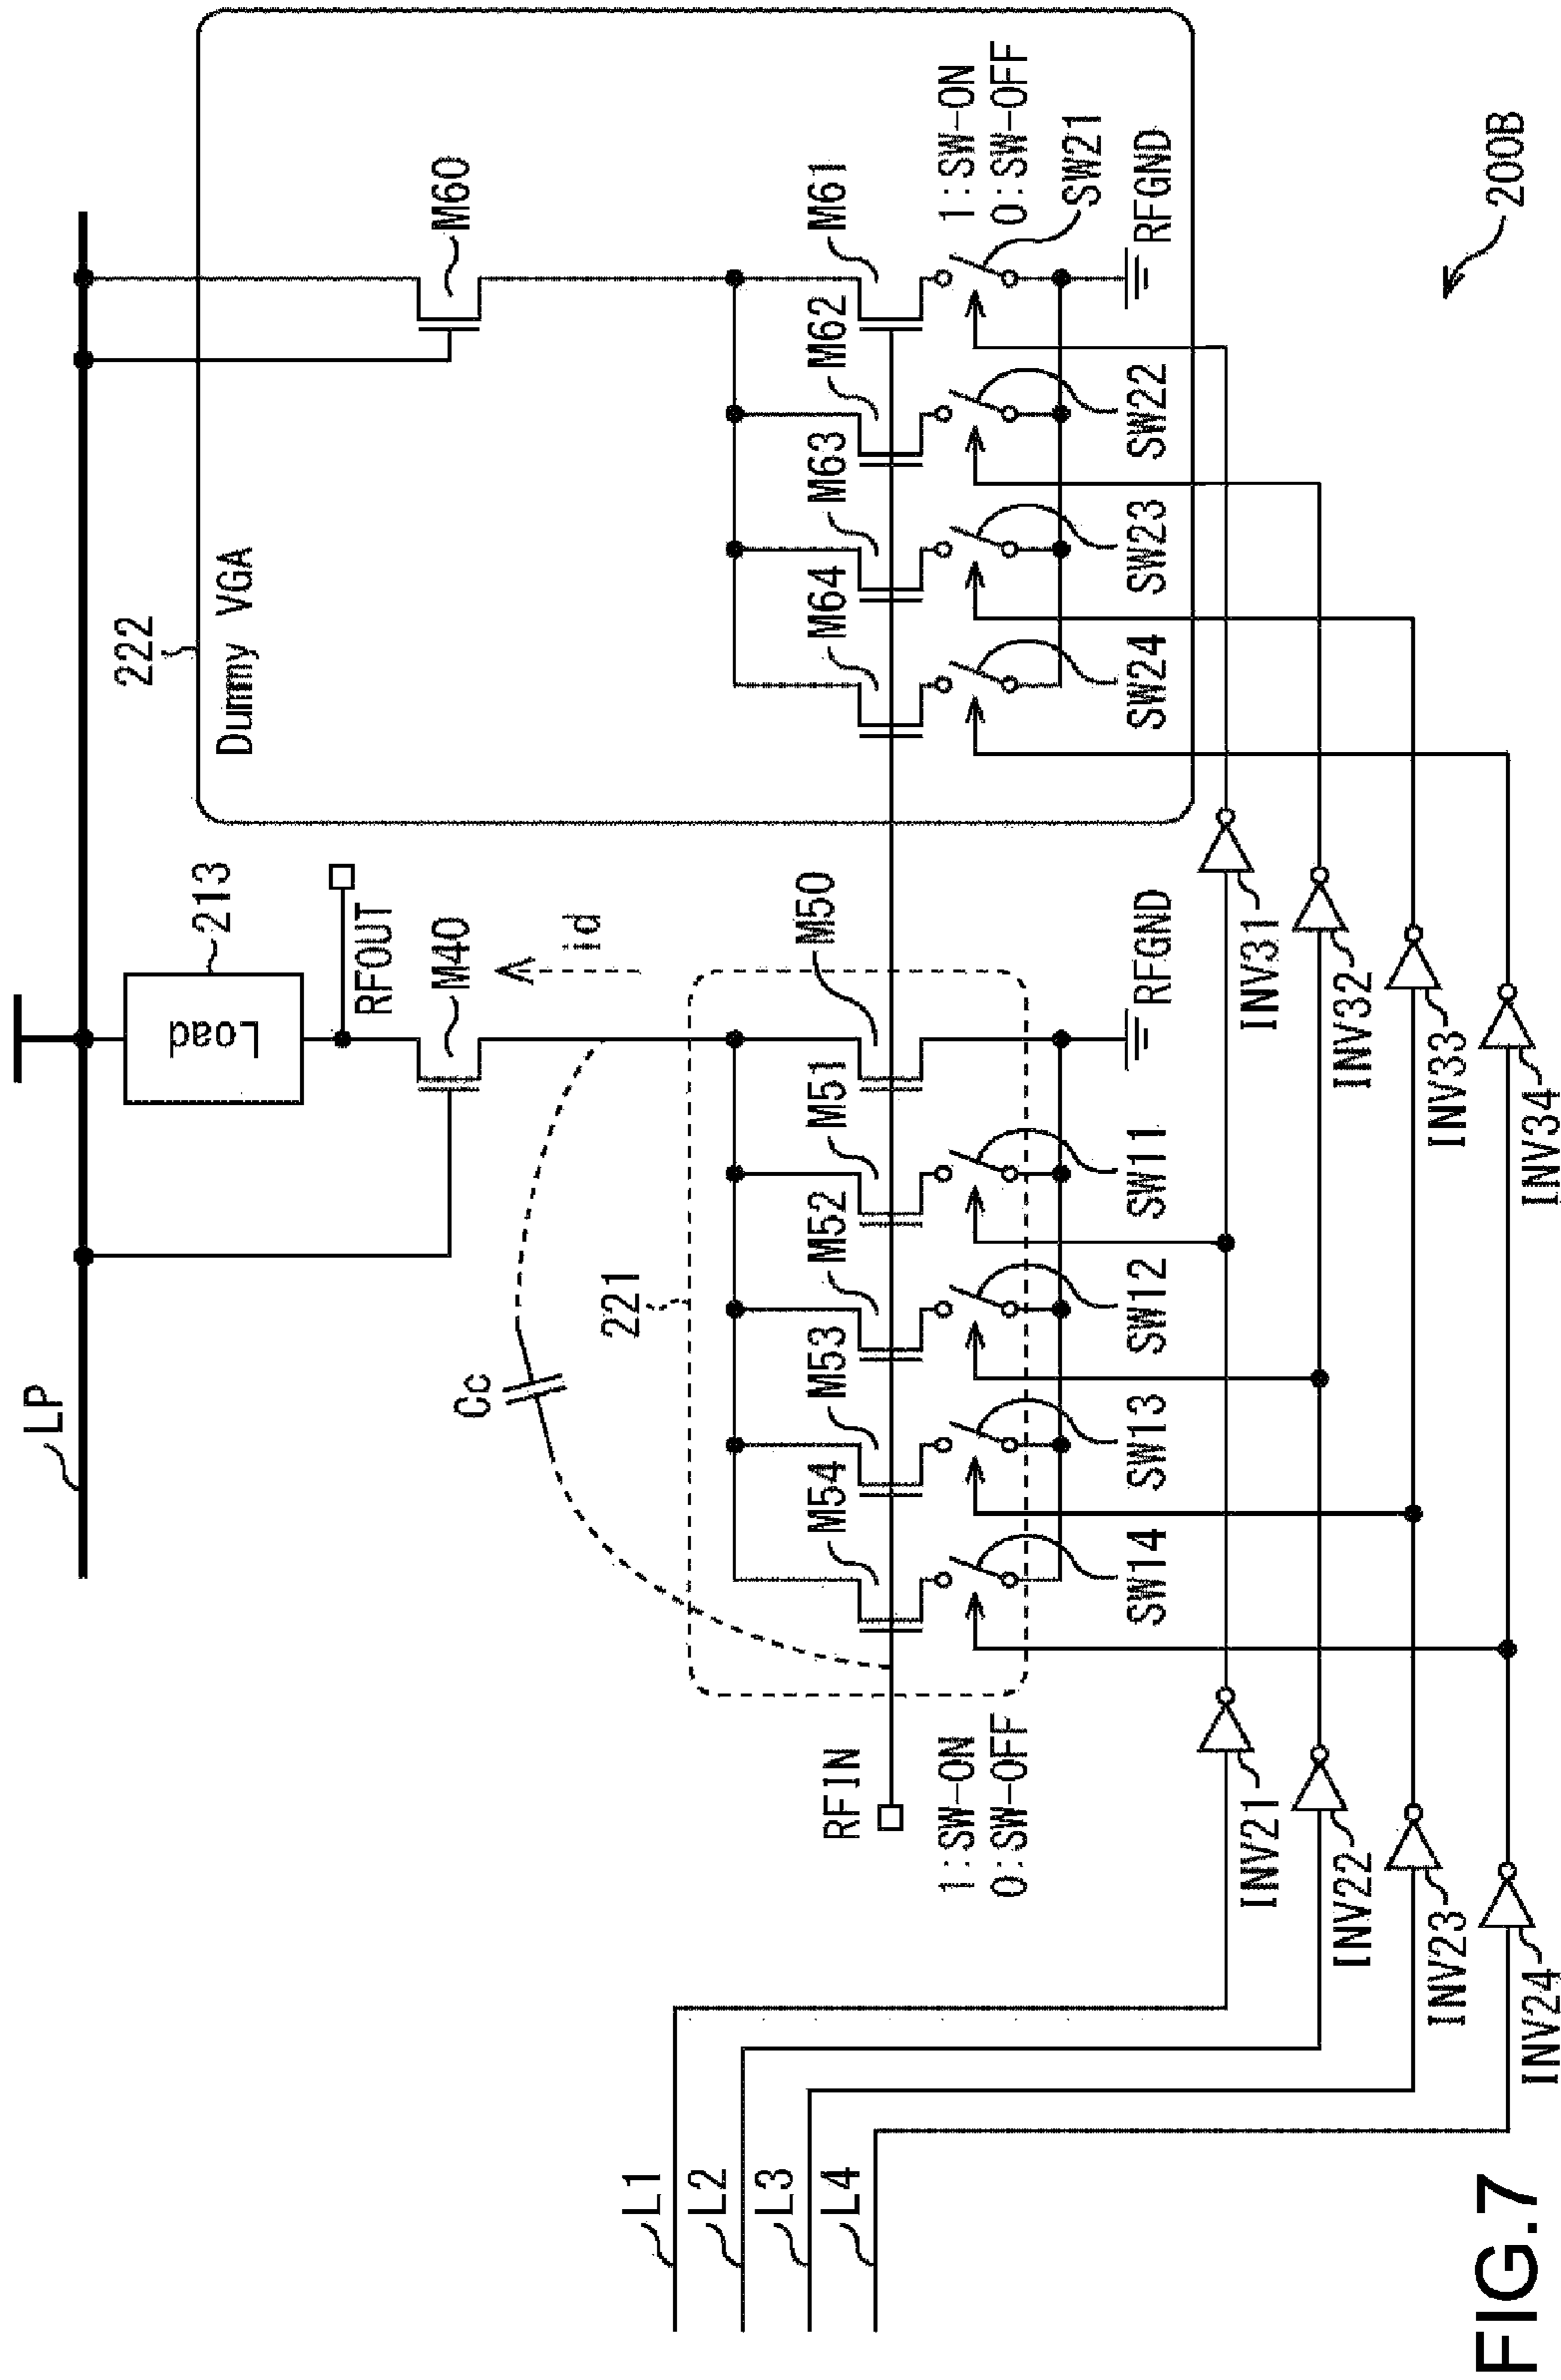 LP
222
Dummy VGA
213
Load
RFOUT
M40
id
Cc
M60
221
M54
M53
M52
M51
M50
M64
M63
M62
M61
RFIN
1:SW-ON
0:SW-OFF
SW14
SW13
SW12
SW11
RFGND
1:SW-ON
0:SW-OFF
SW24
SW23
SW22
SW21
RFGND
L1
L2
L3
L4
INV21
INV22
INV23
INV24
INV31
INV32
INV33
INV34
200B
FIG.7